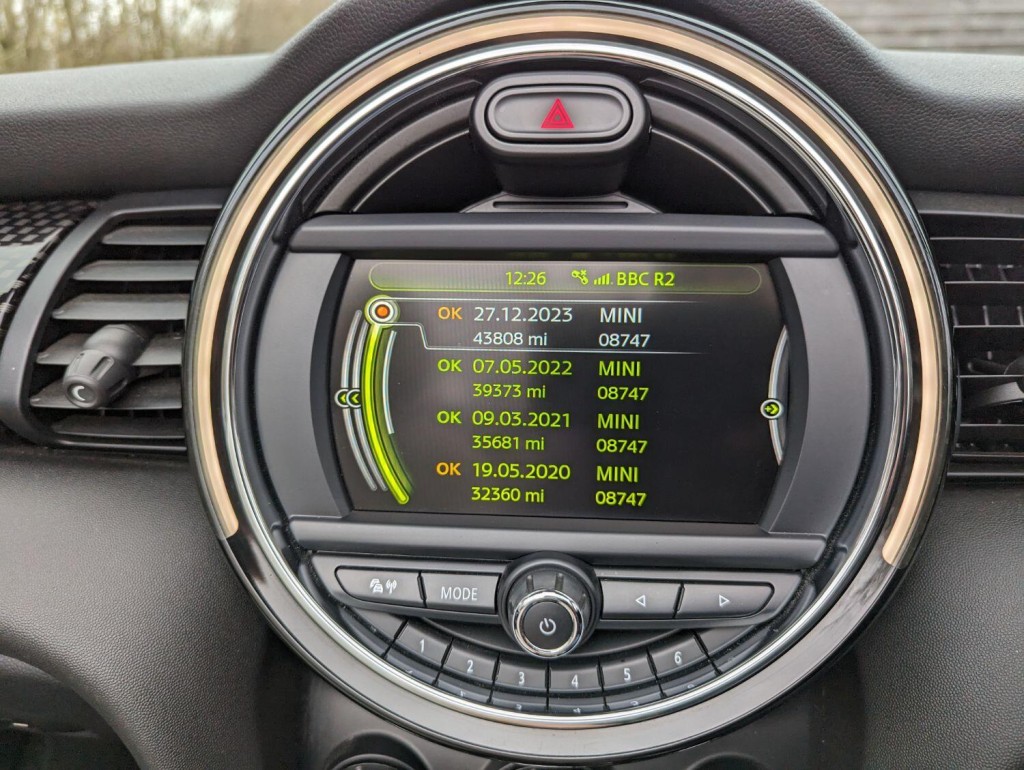 12:26 BBC R2
OK 27.12.2023 MINI
43808 mi 08747
OK 07.05.2022 MINI
39373 mi 08747
OK 09.03.2021 MINI
35681 mi 08747
OK 19.05.2020 MINI
32360 mi 08747
MODE
1 2 3 4 5 6